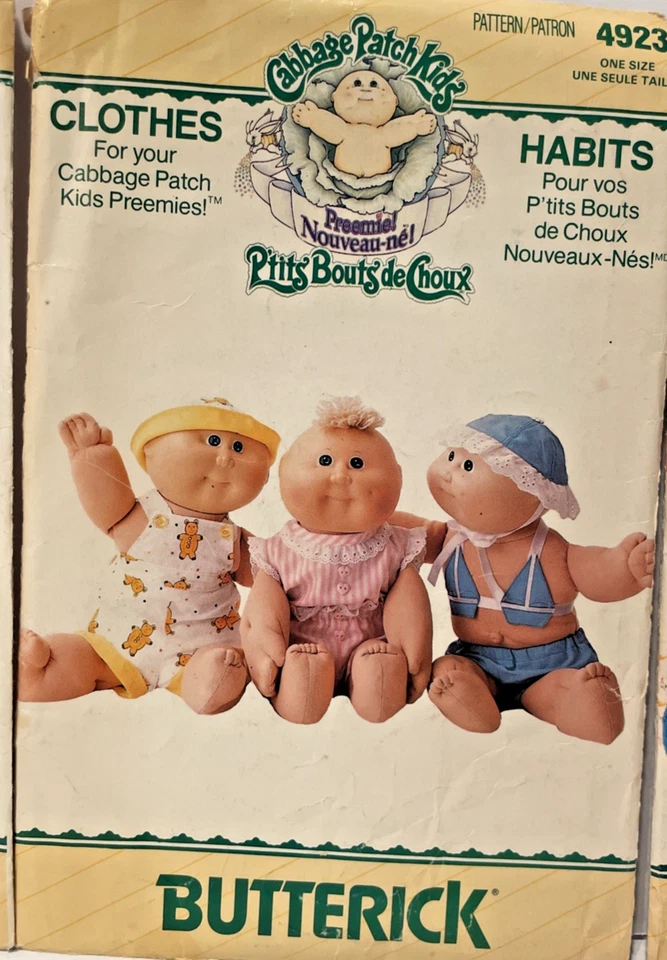 PATTERN/PATRON 4923
ONE SIZE
UNE SEULE TAIL
Cabbage Patch Kids
Preemie!
Nouveau-né!
P'tits Bouts de Choux
CLOTHES
For your
Cabbage Patch
Kids Preemies!™
HABITS
Pour vos
P'tits Bouts
de Choux
Nouveaux-Nés!MD
BUTTERICK®